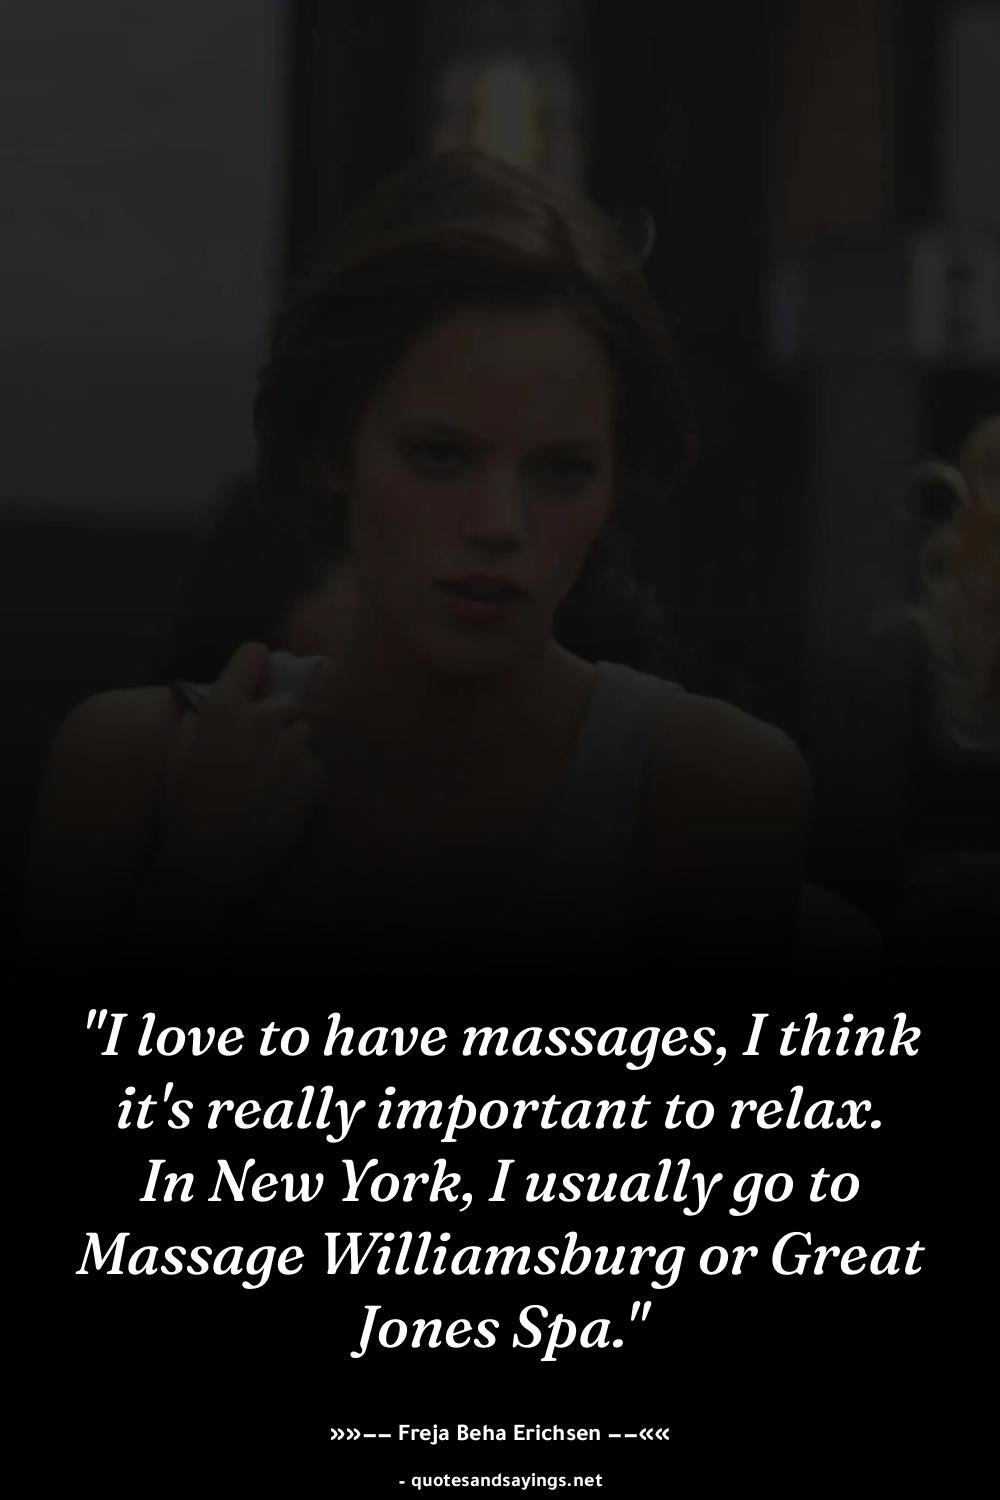 "I love to have massages, I think
it's really important to relax.
In New York, I usually go to
Massage Williamsburg or Great
Jones Spa."
»»−− Freja Beha Erichsen −−««
- quotesandsayings.net